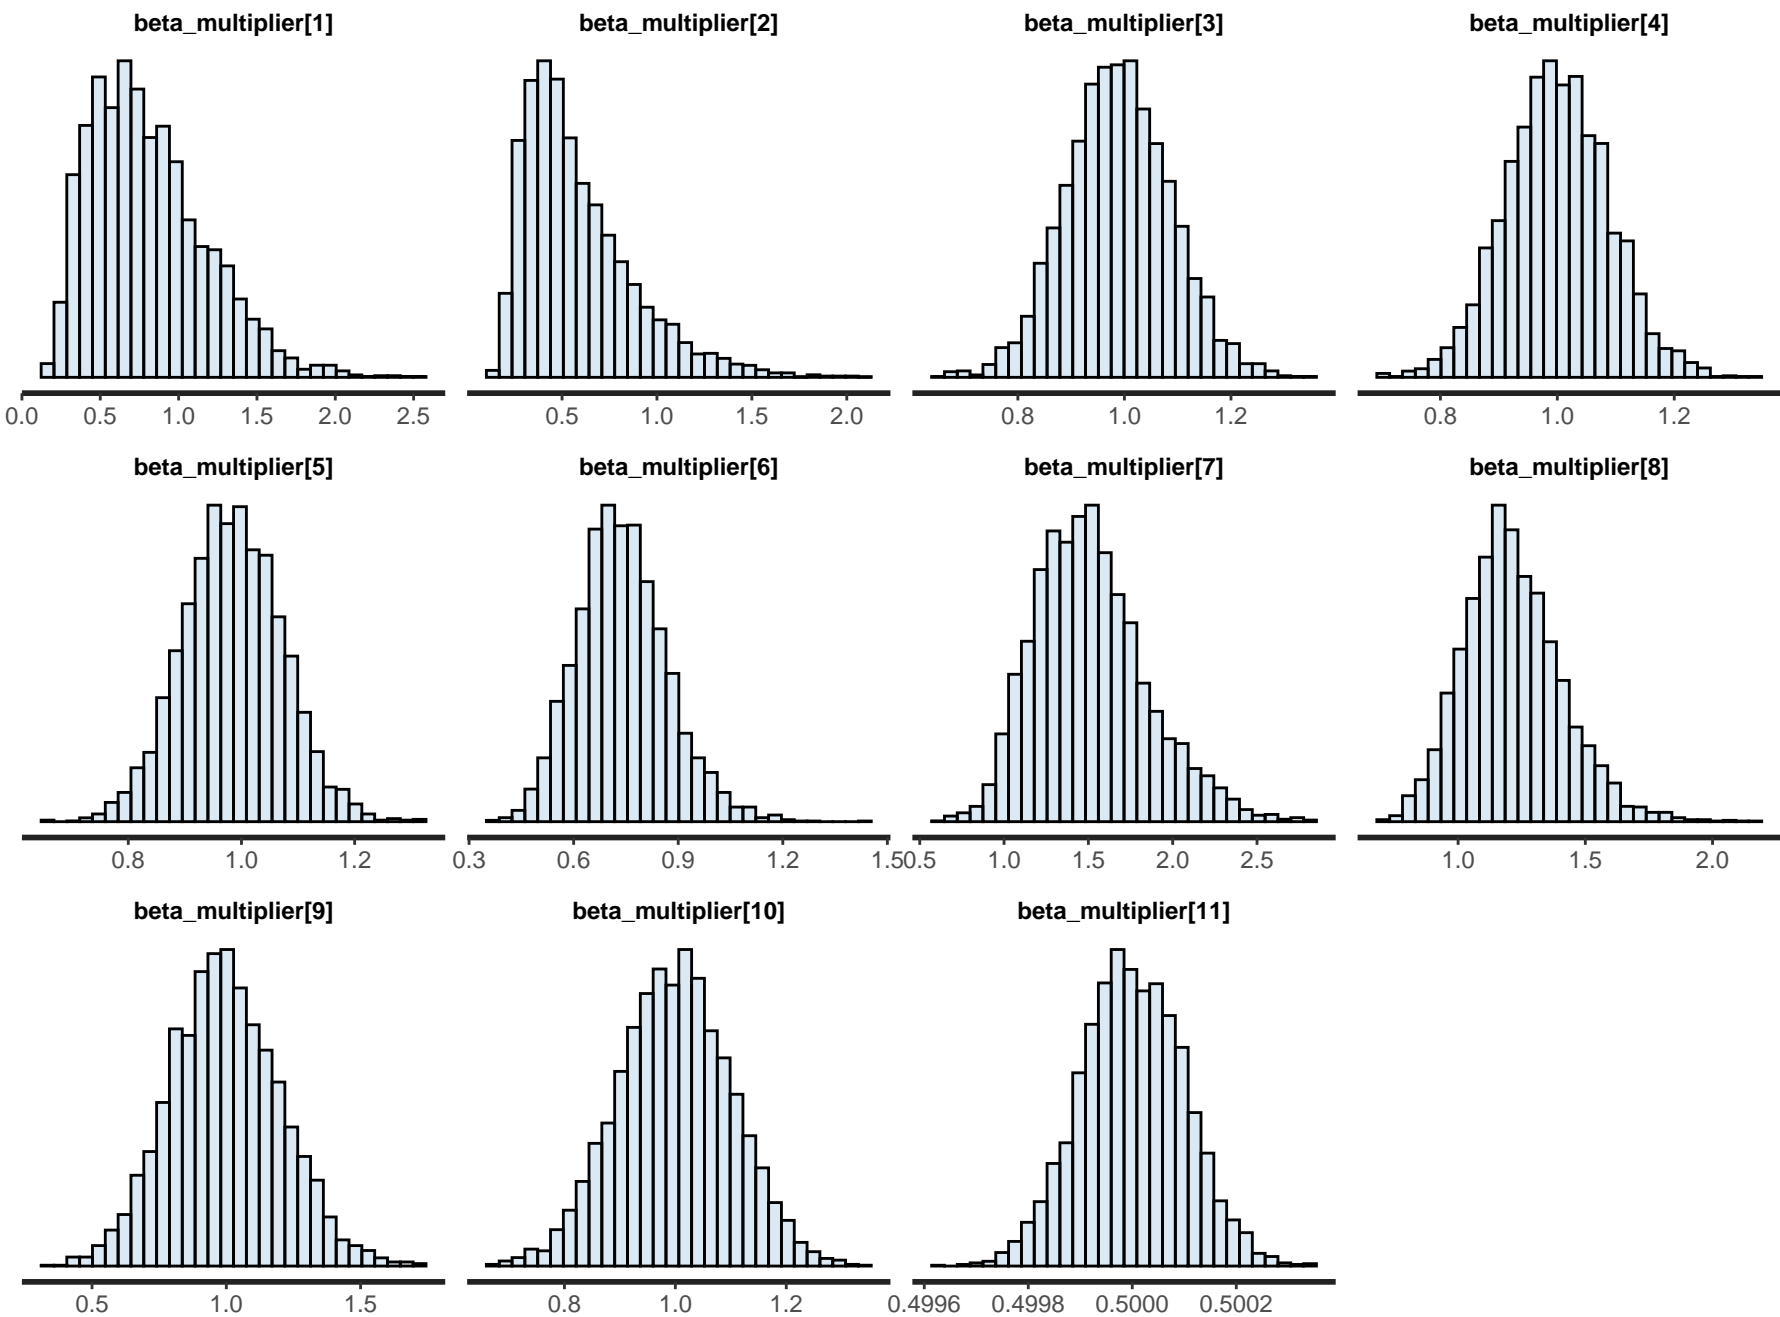 beta_multiplier[1] beta_multiplier[2] beta_multiplier[3] beta_multiplier[4]
0.0 0.5 1.0 1.5 2.0 2.5 0.5 1.0 1.5 2.0 0.8 1.0 1.2 0.8 1.0 1.2
beta_multiplier[5] beta_multiplier[6] beta_multiplier[7] beta_multiplier[8]
0.8 1.0 1.2 0.3 0.6 0.9 1.2 1.5 0.5 1.0 1.5 2.0 2.5 1.0 1.5 2.0
beta_multiplier[9] beta_multiplier[10] beta_multiplier[11]
0.5 1.0 1.5 0.8 1.0 1.2 0.4996 0.4998 0.5000 0.5002